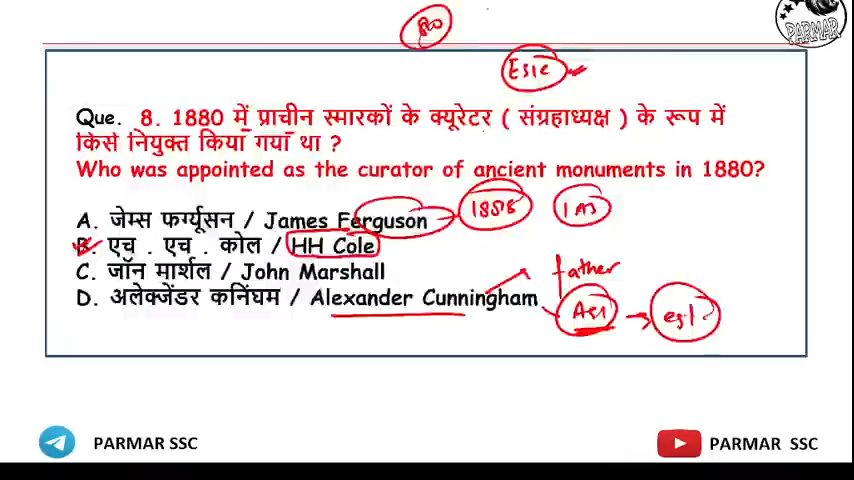 PARMAR
Esic
Que. 8. 1880 में प्राचीन स्मारकों के क्यूरेटर ( संग्रहाध्यक्ष ) के रूप में
किसे नियुक्त किया गया था ?
Who was appointed as the curator of ancient monuments in 1880?
A. जेम्स फर्ग्यूसन / James Ferguson
B. एच . एच . कोल / HH Cole
C. जॉन मार्शल / John Marshall
father
D. अलेक्जेंडर कनिंघम / Alexander Cunningham
ASI
PARMAR SSC
PARMAR SSC